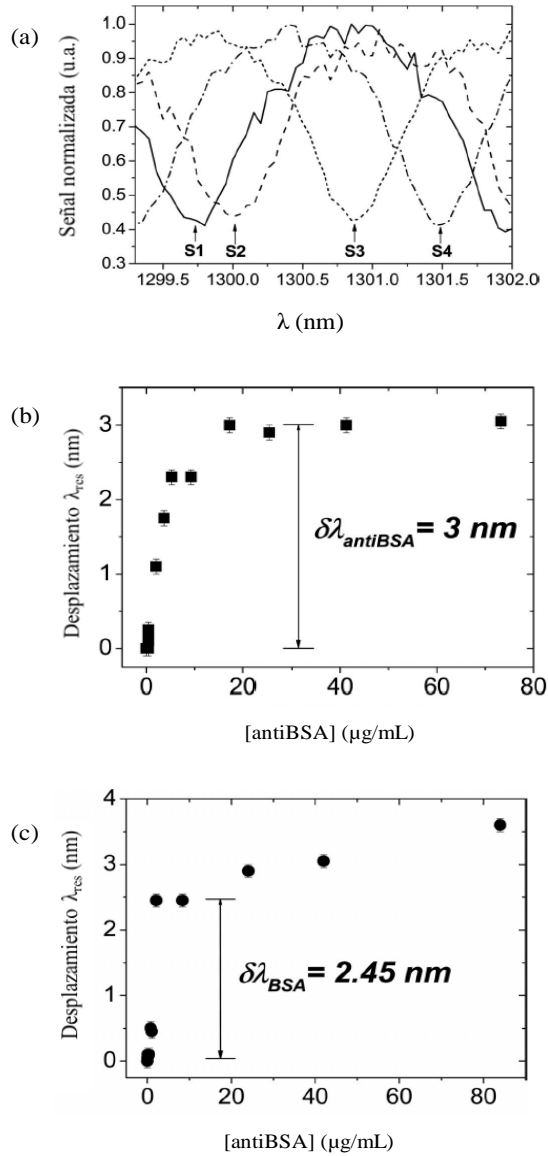 (a)
Señal normalizada (u.a.)
1.0
0.9
0.8
0.7
0.6
0.5
0.4
0.3
S1 S2 S3 S4
1299.5 1300.0 1300.5 1301.0 1301.5 1302.0
λ (nm)
(b)
Desplazamiento λres (nm)
3
2
1
0
δλantiBSA= 3 nm
0 20 40 60 80
[antiBSA] (µg/mL)
(c)
Desplazamiento λres (nm)
4
3
2
1
0
δλBSA= 2.45 nm
0 20 40 60 80
[antiBSA] (µg/mL)